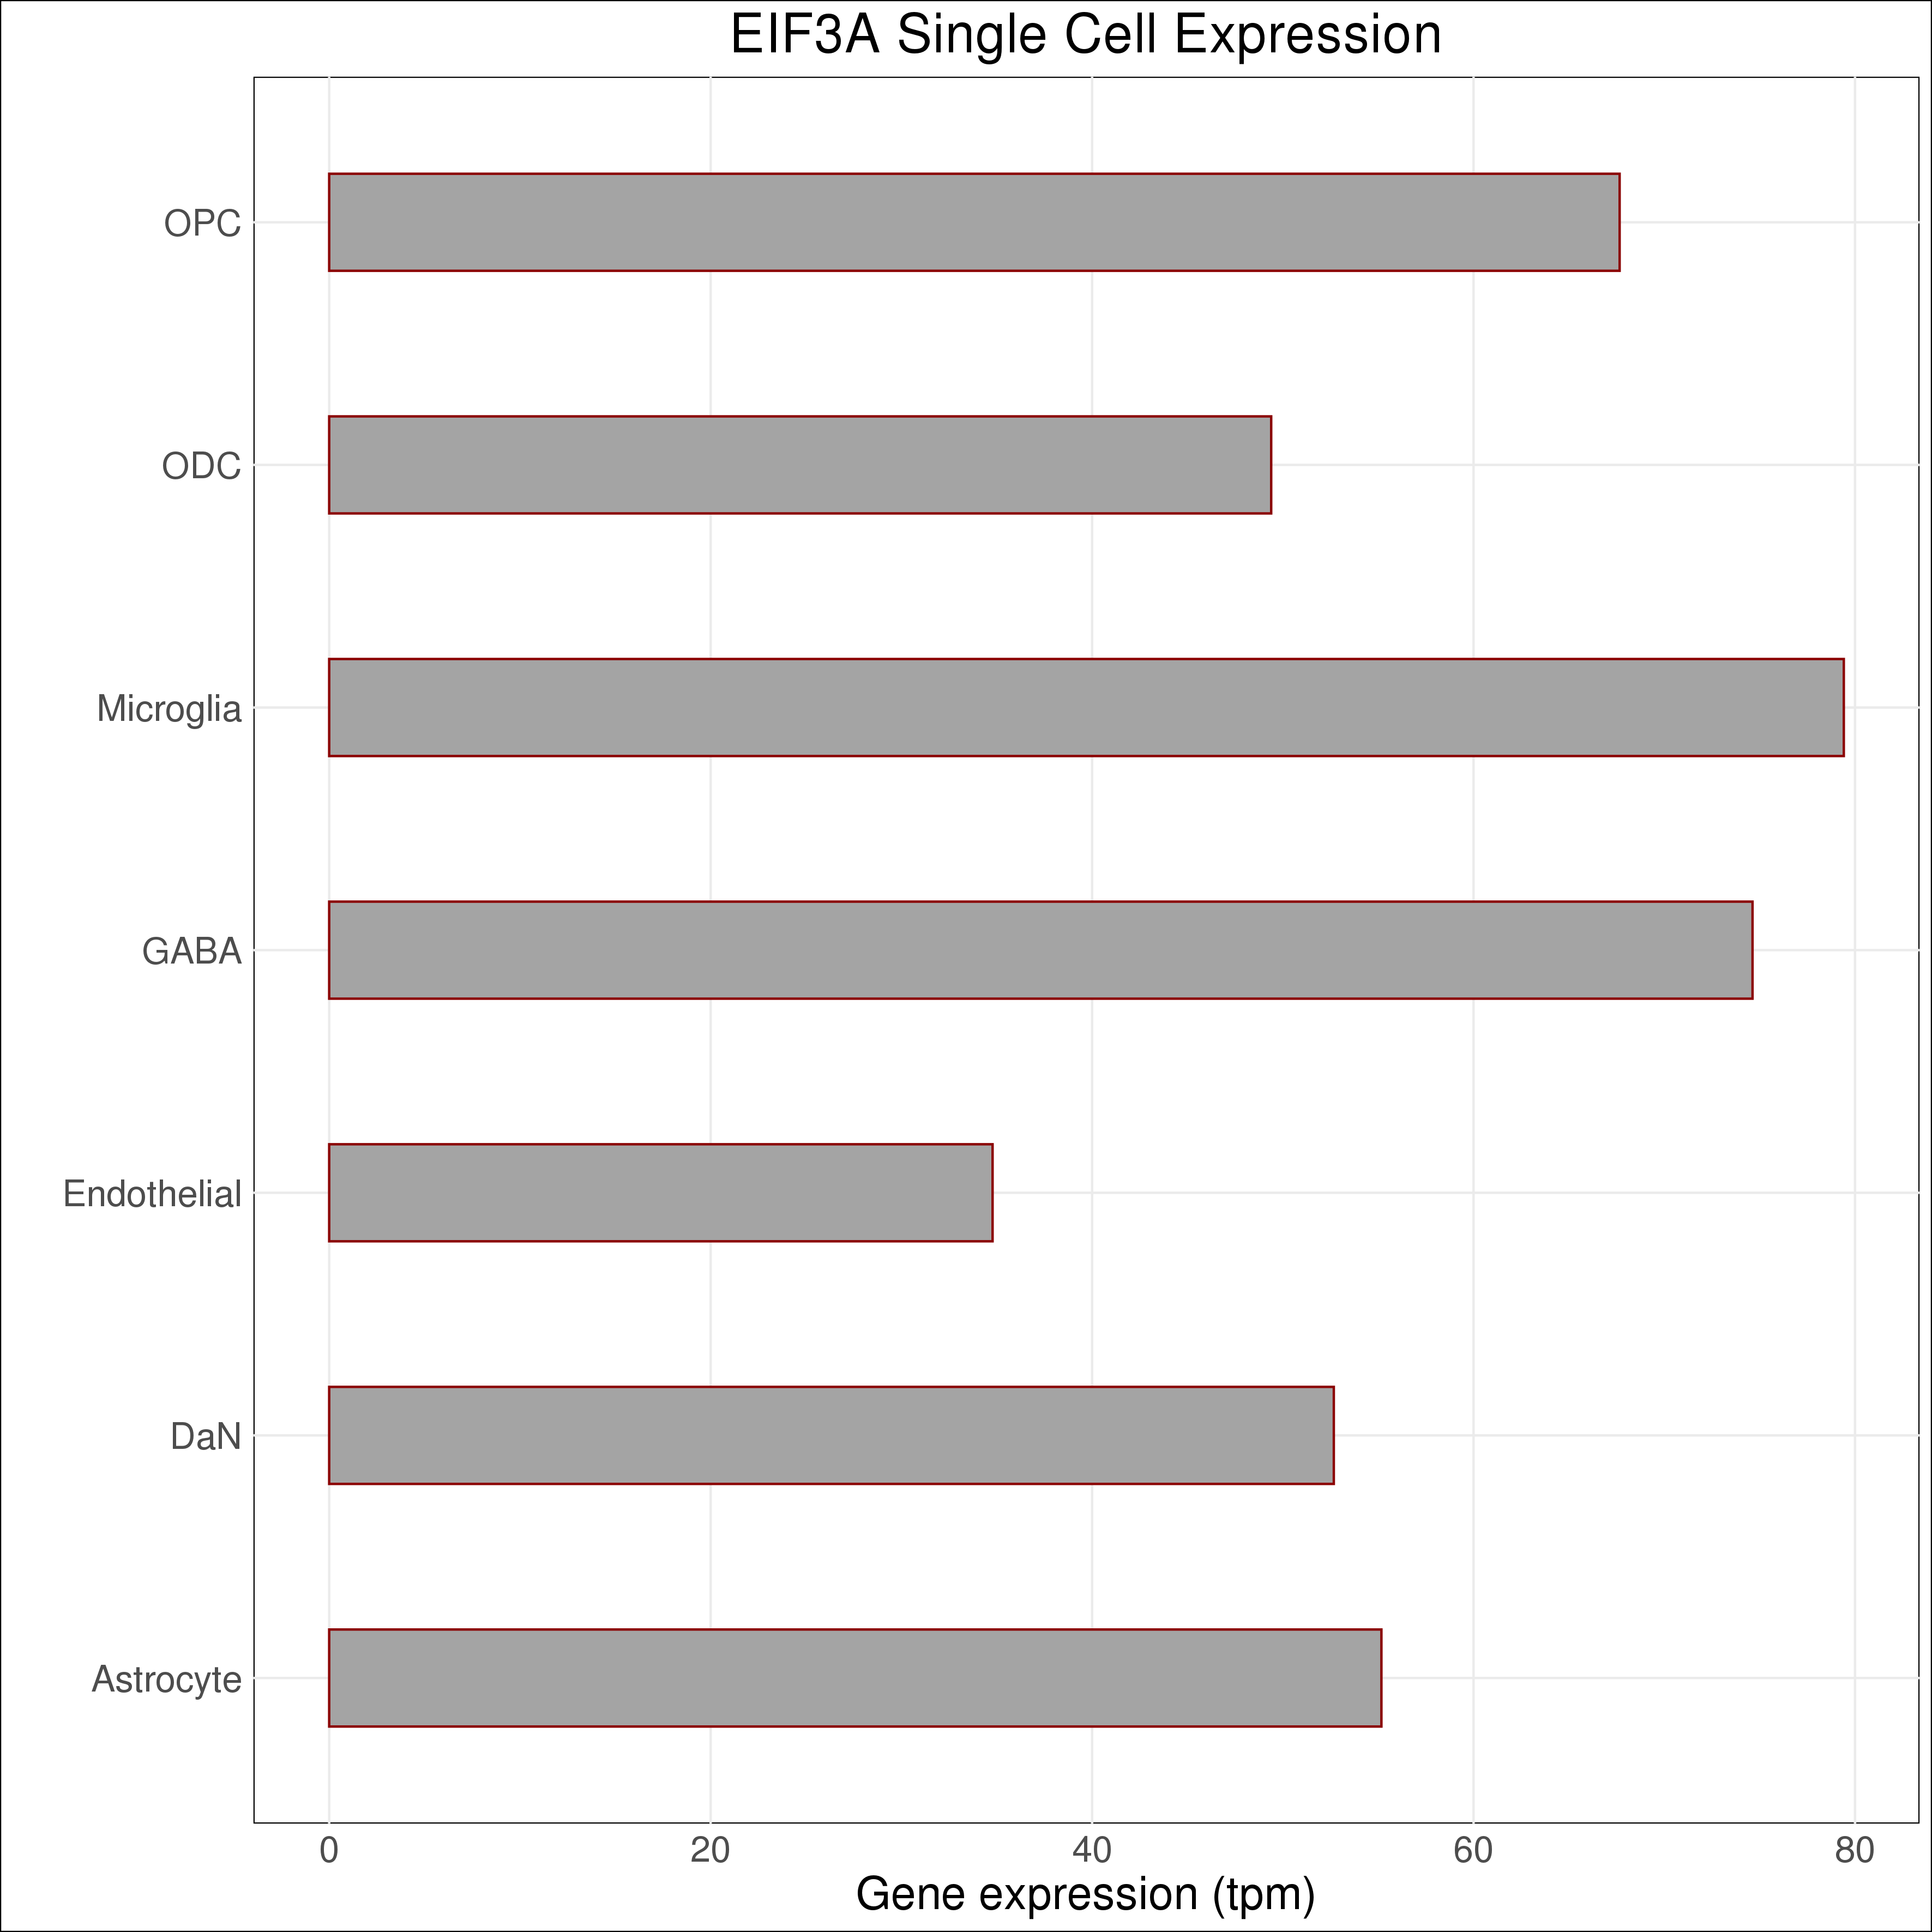 EIF3A Single Cell Expression
OPC
ODC
Microglia
GABA
Endothelial
DaN
Astrocyte
0 20 40 60 80
Gene expression (tpm)